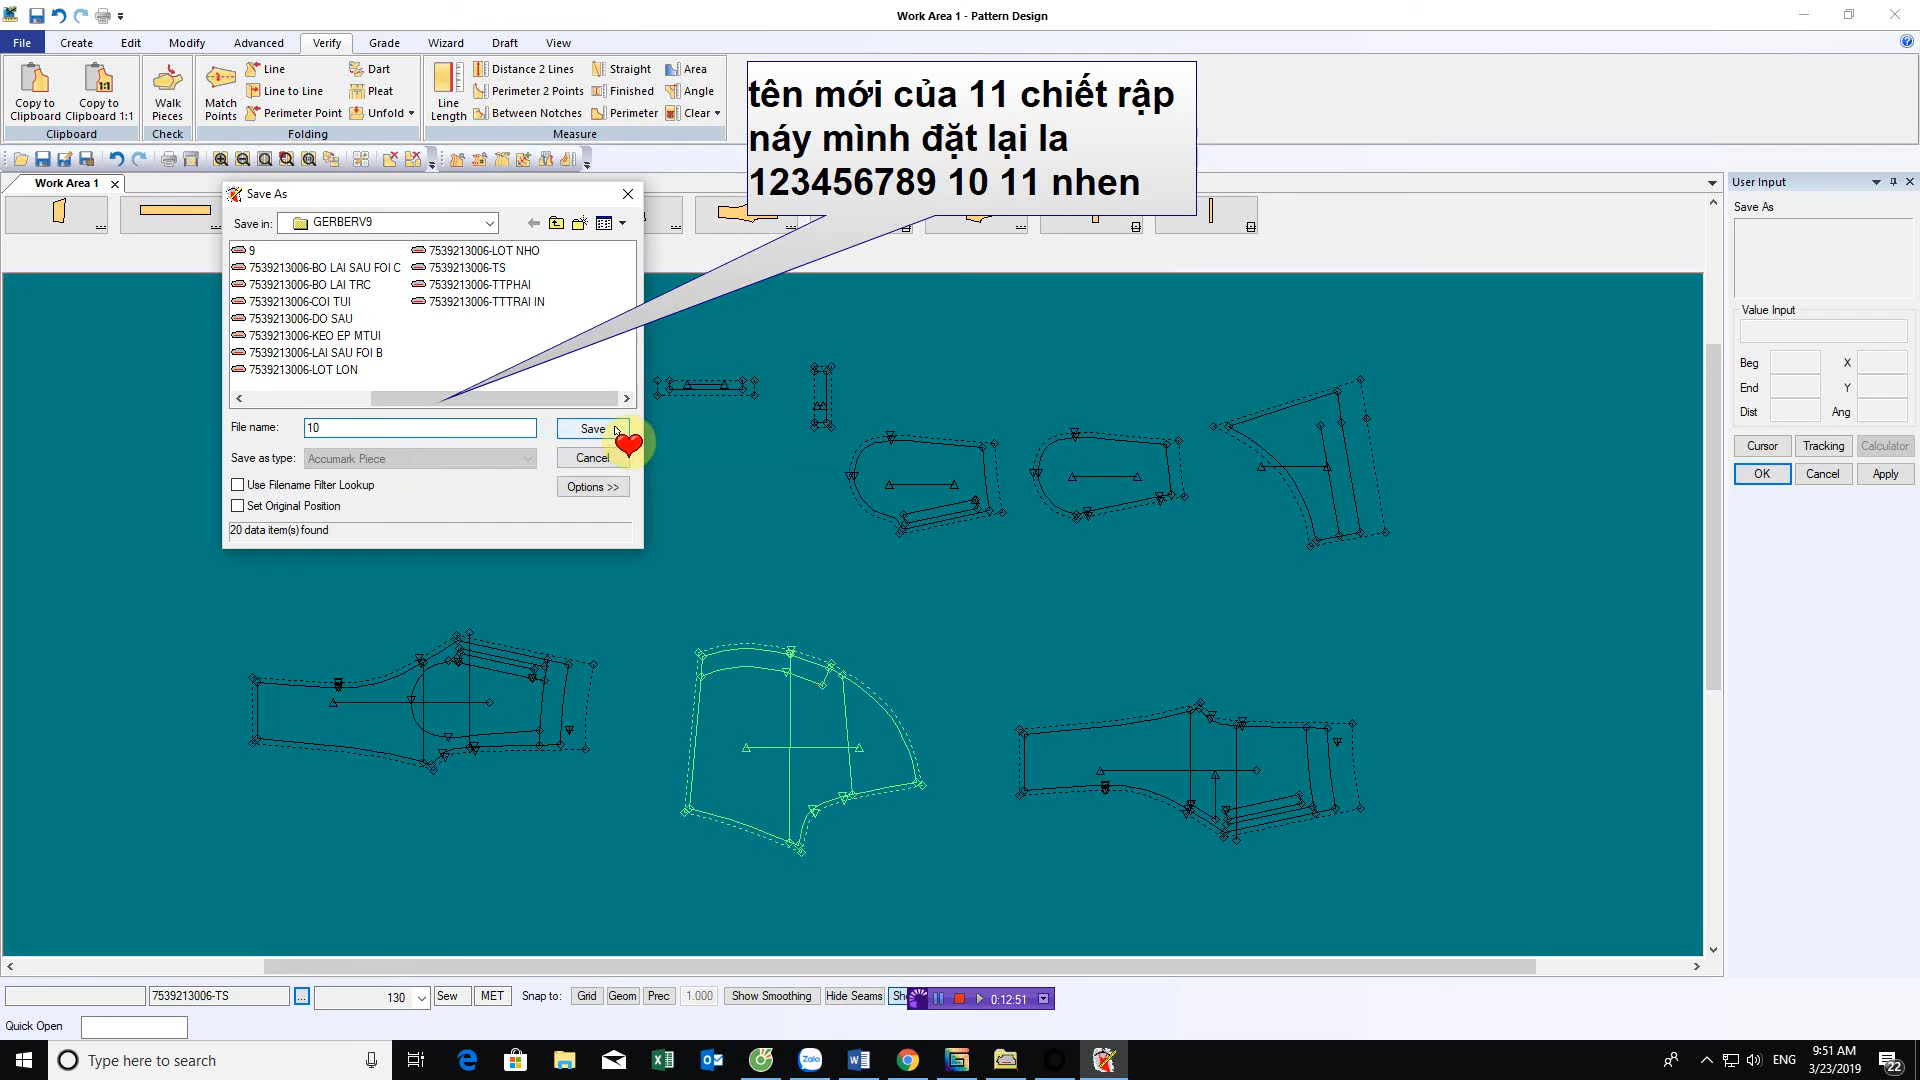 Work Area 1 - Pattern Design
File Create Edit Modify Advanced Verify Grade Wizard Draft View
Copy to Clipboard
Copy to Clipboard 1:1
Clipboard
Walk Pieces
Check
Match Points
Line
Line to Line
Perimeter Point
Dart
Pleat
Unfold
Folding
Line Length
Distance 2 Lines
Perimeter 2 Points
Between Notches
Straight
Finished
Perimeter
Area
Angle
Clear
Measure
tên mới của 11 chiết rập
náy mình đặt lại la
123456789 10 11 nhen
Work Area 1
Save As
Save in: GERBERV9
9
7539213006-BO LAI SAU FOI C
7539213006-BO LAI TRC
7539213006-COI TUI
7539213006-DO SAU
7539213006-KEO EP MTUI
7539213006-LAI SAU FOI B
7539213006-LOT LON
7539213006-LOT NHO
7539213006-TS
7539213006-TTPHAI
7539213006-TTTRAI IN
File name: 10 Save
Save as type: Accumark Piece Cancel
Use Filename Filter Lookup Options >>
Set Original Position
20 data item(s) found
User Input
Save As
Value Input
Beg X
End Y
Dist Ang
Cursor Tracking Calculator
OK Cancel Apply
7539213006-TS ... 130 Sew MET Snap to: Grid Geom Prec 1.000 Show Smoothing Hide Seams 0:12:51
Quick Open
Type here to search
Zalo
ENG
9:51 AM
3/23/2019
22